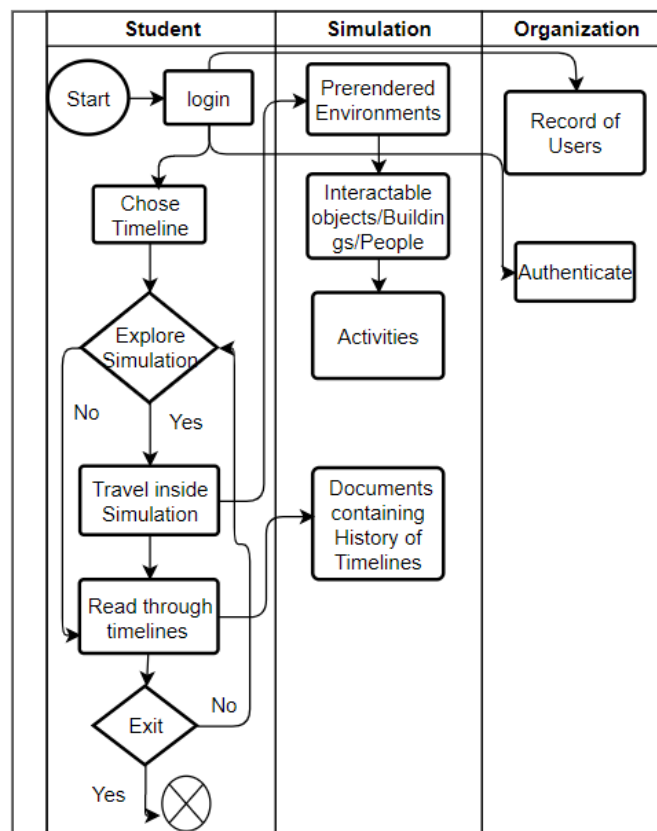 Student
Simulation
Organization
Start
login
Prerendered
Environments
Record of
Users
Chose
Timeline
Interactable
objects/Buildin
gs/People
Authenticate
Explore
Simulation
Activities
No
Yes
Travel inside
Simulation
Documents
containing
History of
Timelines
Read through
timelines
Exit
No
Yes